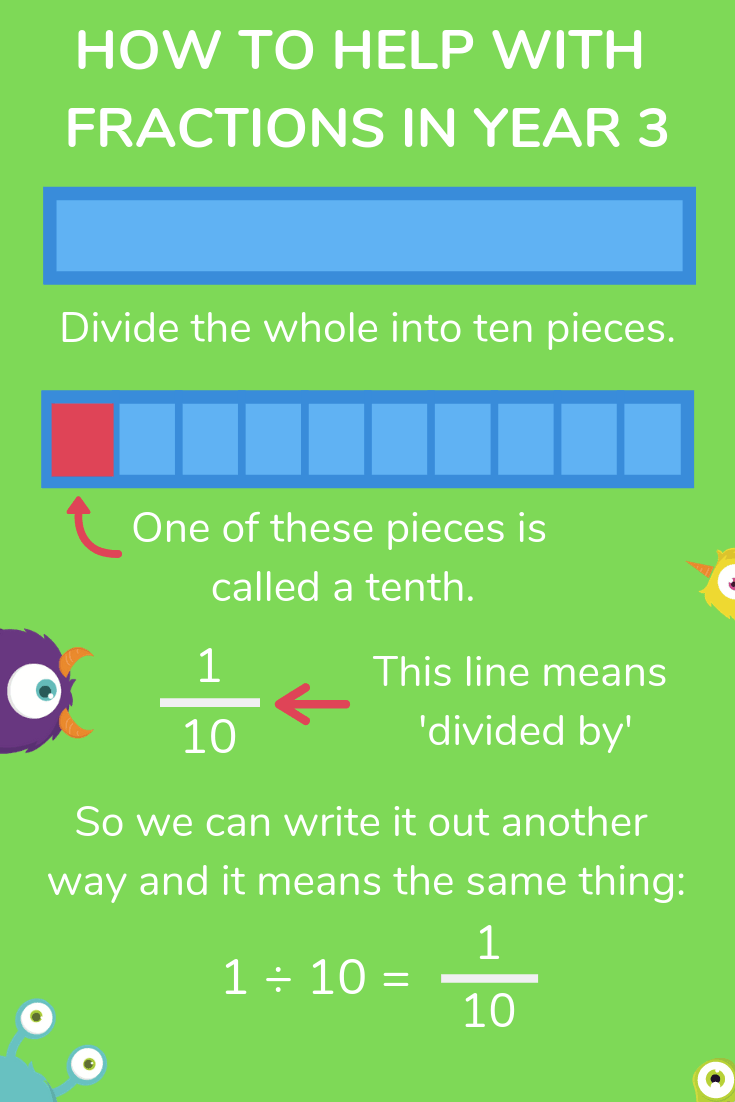 HOW TO HELP WITH
FRACTIONS IN YEAR 3
Divide the whole into ten pieces.
One of these pieces is
called a tenth.
1
10
This line means
'divided by'
So we can write it out another
way and it means the same thing:
1 ÷ 10 =
1
10